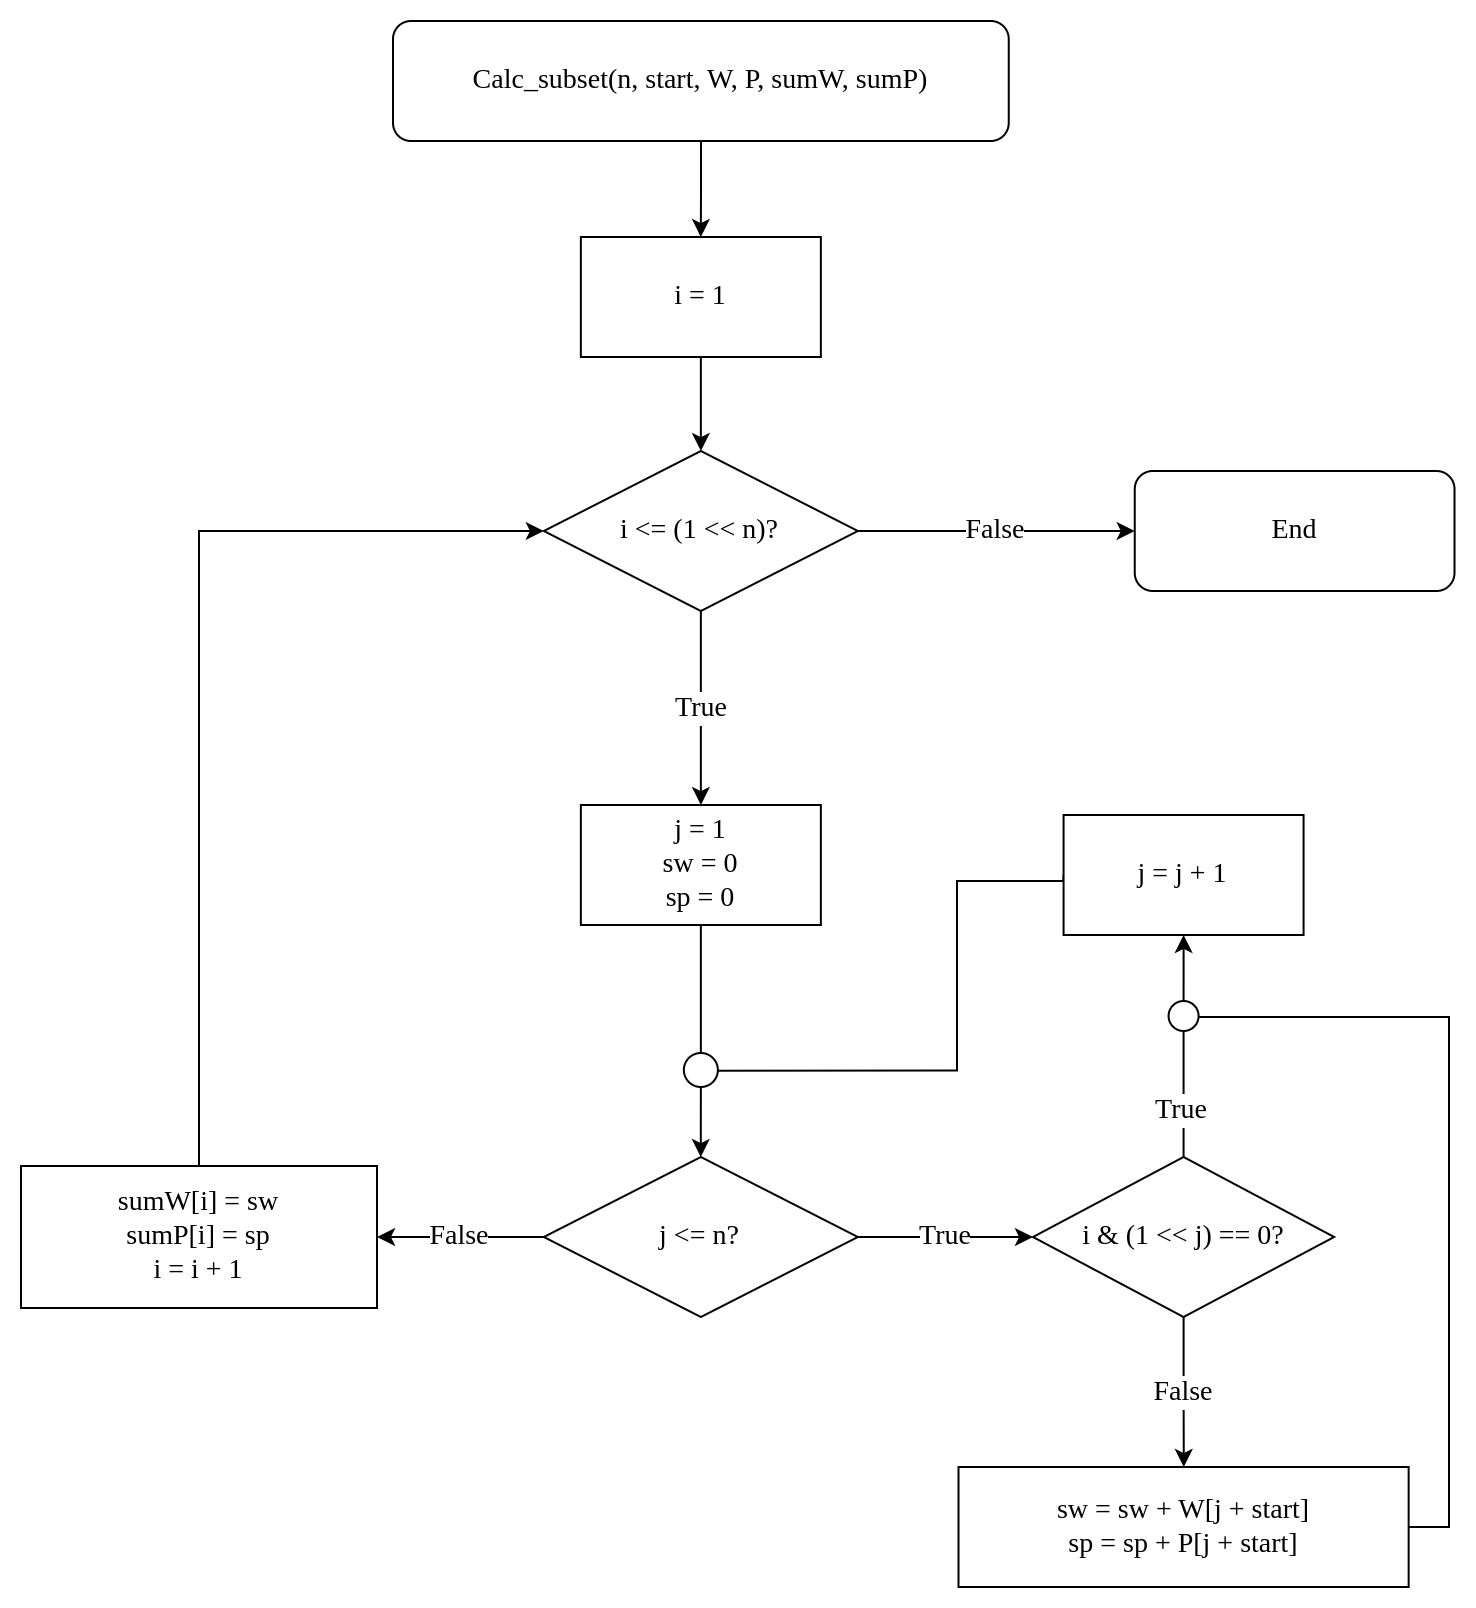 Calc_subset(n, start, W, P, sumW, sumP)
i = 1
i <= (1 << n)?
False
End
True
j = 1
sw = 0
sp = 0
j = j + 1
True
sumW[i] = sw
sumP[i] = sp
i = i + 1
False
j <= n?
True
i & (1 << j) == 0?
False
sw = sw + W[j + start]
sp = sp + P[j + start]